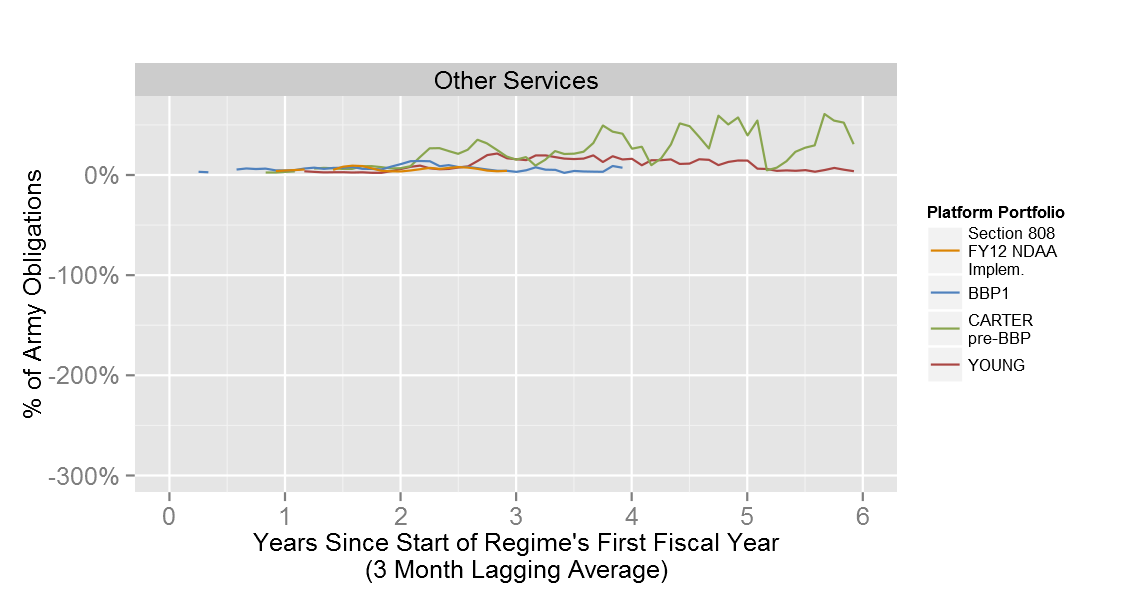 Other Services
% of Army Obligations
0%
-100%
-200%
-300%
0
1
2
3
4
5
6
Years Since Start of Regime's First Fiscal Year
(3 Month Lagging Average)
Platform Portfolio
Section 808
FY12 NDAA
Implem.
BBP1
CARTER
pre-BBP
YOUNG